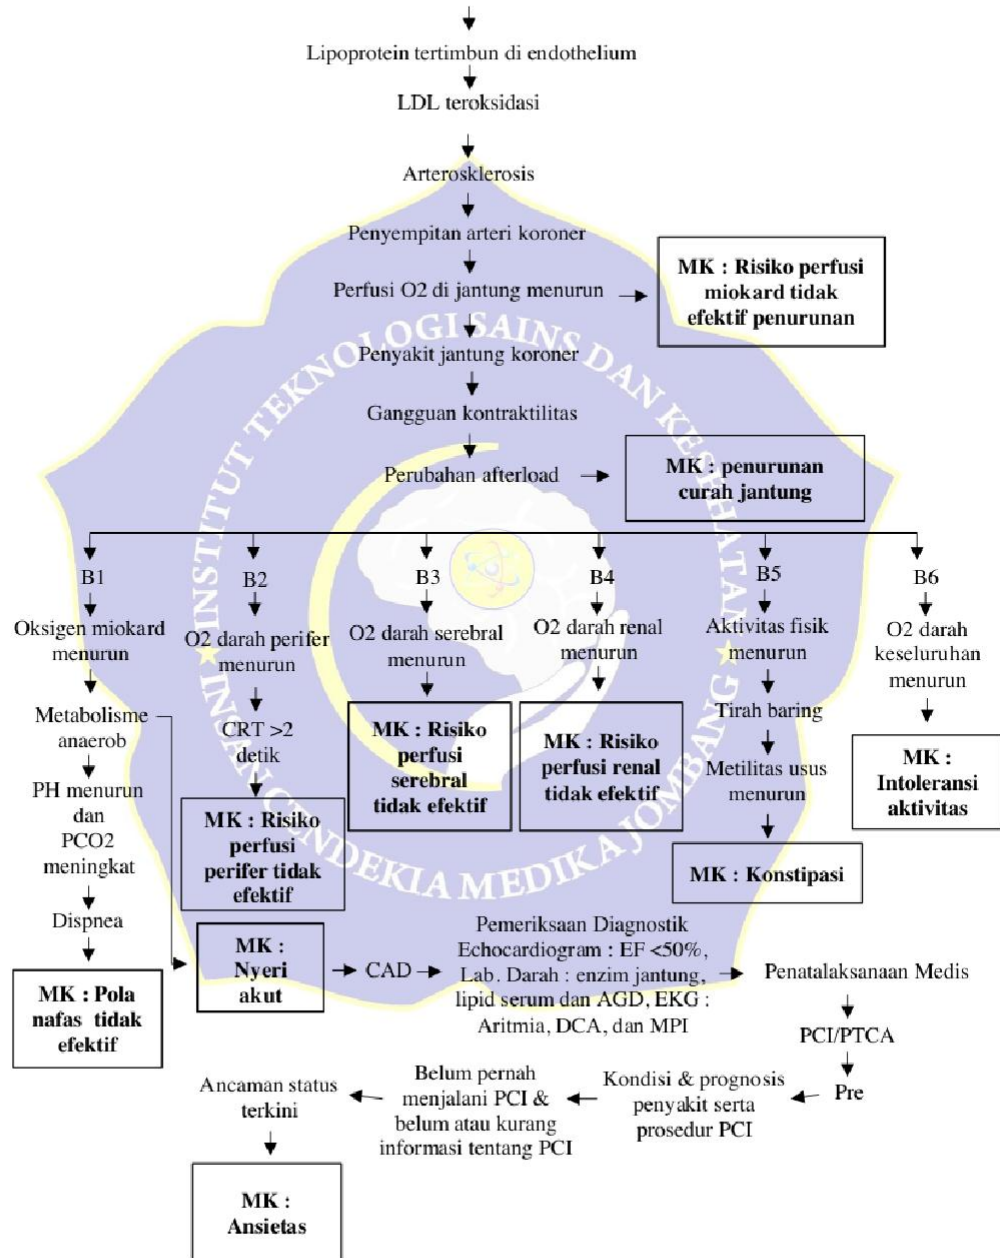 Lipoprotein tertimbun di endothelium
LDL teroksidasi
Arterosklerosis
Penyempitan arteri koroner
Perfusi O2 di jantung menurun
MK : Risiko perfusi
miokard tidak
efektif penurunan
Penyakit jantung koroner
Gangguan kontraktilitas
Perubahan afterload
MK : penurunan
curah jantung
INSTITUT TEKNOLOGI SAINS DAN KESEHATAN
INSAN CENDEKIA MEDIKA JOMBANG
B1
Oksigen miokard
menurun
Metabolisme
anaerob
PH menurun
dan
PCO2
meningkat
Dispnea
MK : Pola
nafas tidak
efektif
B2
O2 darah perifer
menurun
CRT >2
detik
MK : Risiko
perfusi
perifer tidak
efektif
B3
O2 darah serebral
menurun
MK : Risiko
perfusi
serebral
tidak efektif
B4
O2 darah renal
menurun
MK : Risiko
perfusi renal
tidak efektif
B5
Aktivitas fisik
menurun
Tirah baring
Metilitas usus
menurun
MK : Konstipasi
B6
O2 darah
keseluruhan
menurun
MK :
Intoleransi
aktivitas
MK :
Nyeri
akut
CAD
Pemeriksaan Diagnostik
Echocardiogram : EF <50%,
Lab. Darah : enzim jantung,
lipid serum dan AGD, EKG :
Aritmia, DCA, dan MPI
Penatalaksanaan Medis
PCI/PTCA
Pre
Kondisi & prognosis
penyakit serta
prosedur PCI
Belum pernah
menjalani PCI &
belum atau kurang
informasi tentang PCI
Ancaman status
terkini
MK :
Ansietas